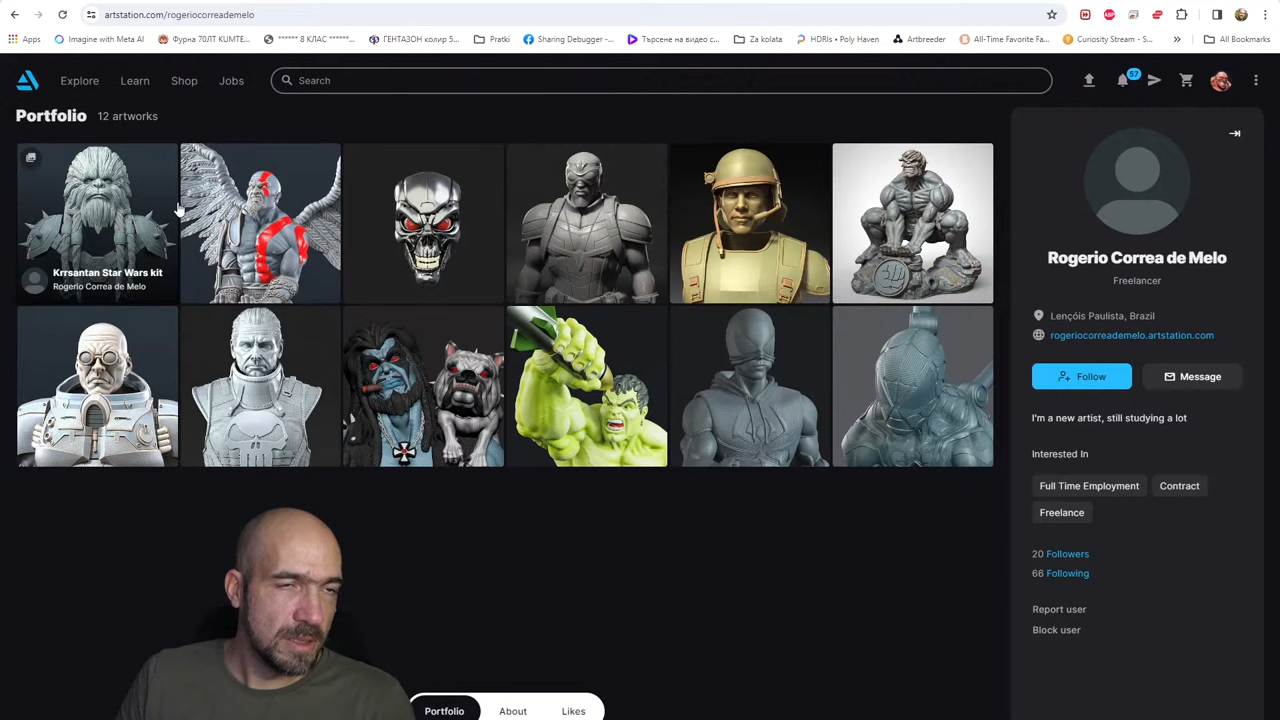 artstation.com/rogeriocorreademelo
Apps
Imagine with Meta AI
Фурна 70ЛТ KUMTE...
****** 8 КЛАС ******...
ГЕНТАЗОН колир 5...
Pratki
Sharing Debugger -...
Търсене на видео с...
Za kolata
HDRIs • Poly Haven
Artbreeder
All-Time Favorite Fa...
Curiosity Stream - S...
»
All Bookmarks
Explore
Learn
Shop
Jobs
Search
57
Portfolio 12 artworks
Krrsantan Star Wars kit
Rogerio Correa de Melo
Rogerio Correa de Melo
Freelancer
Lençóis Paulista, Brazil
rogeriocorreademelo.artstation.com
Follow
Message
I'm a new artist, still studying a lot
Interested In
Full Time Employment
Contract
Freelance
20 Followers
66 Following
Report user
Block user
Portfolio
About
Likes